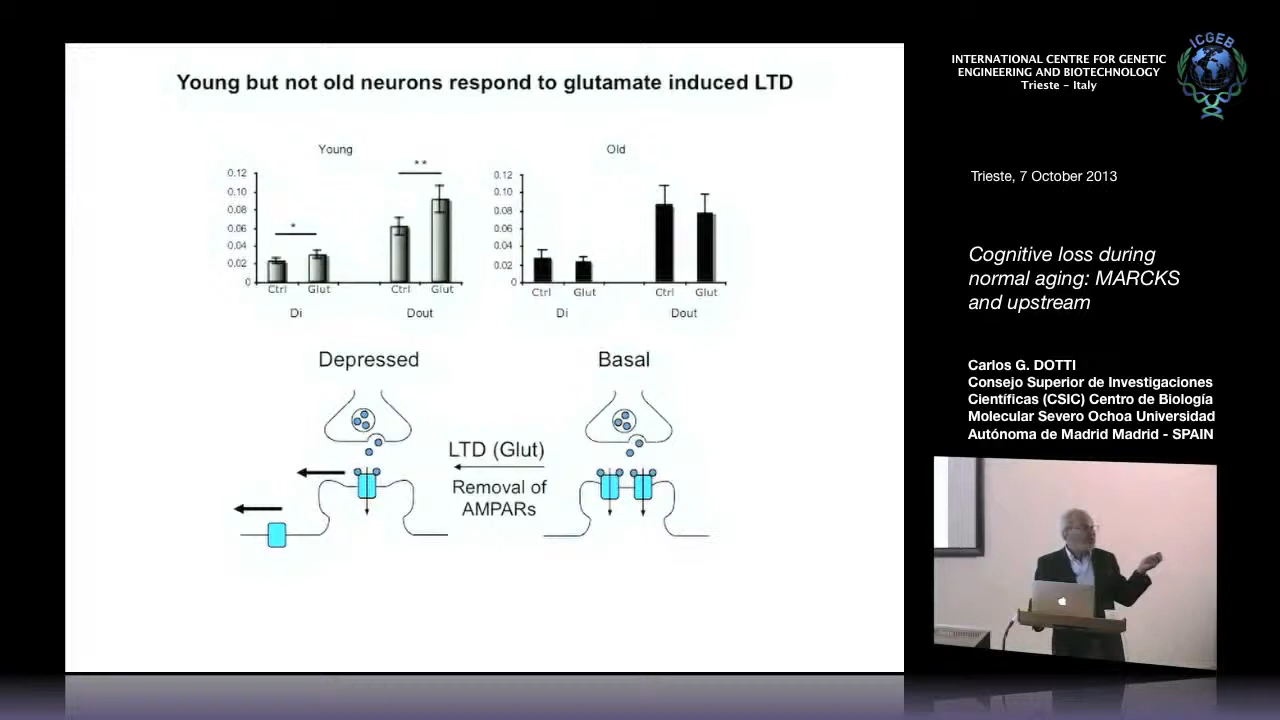 Young but not old neurons respond to glutamate induced LTD
Young
**
0.12
0.10
0.08
0.06
0.04
0.02
0
*
Ctrl
Glut
Ctrl
Glut
Di
Dout
Old
0.12
0.10
0.08
0.06
0.04
0.02
0
Ctrl
Glut
Ctrl
Glut
Di
Dout
Depressed
Basal
LTD (Glut)
Removal of
AMPARs
INTERNATIONAL CENTRE FOR GENETIC
ENGINEERING AND BIOTECHNOLOGY
Trieste - Italy
ICGEB
Trieste, 7 October 2013
Cognitive loss during
normal aging: MARCKS
and upstream
Carlos G. DOTTI
Consejo Superior de Investigaciones
Científicas (CSIC) Centro de Biología
Molecular Severo Ochoa Universidad
Autónoma de Madrid Madrid - SPAIN